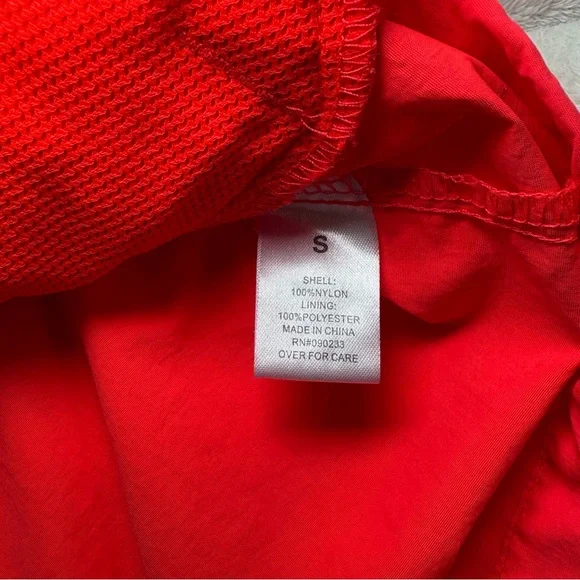 S
SHELL:
100%NYLON
LINING:
100%POLYESTER
MADE IN CHINA
RN#090233
OVER FOR CARE